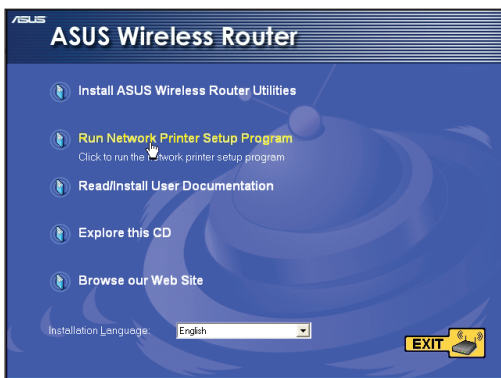 ASUS
ASUS Wireless Router
Install ASUS Wireless Router Utilities
Run Network Printer Setup Program
Click to run the network printer setup program
Read/Install User Documentation
Explore this CD
Browse our Web Site
Installation Language: English
EXIT